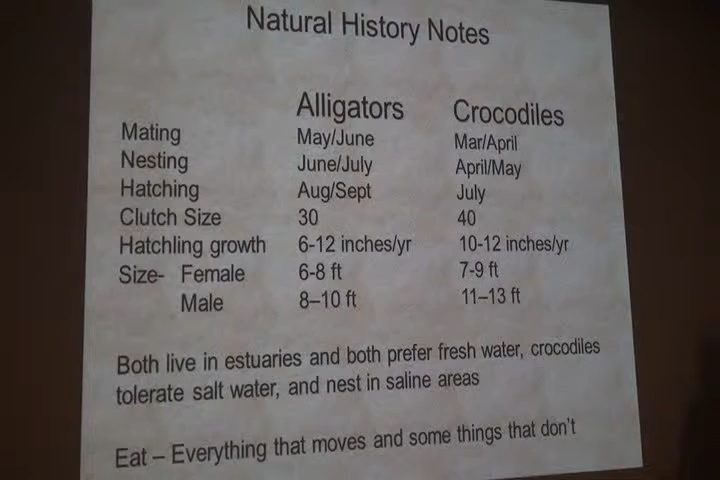 Natural History Notes
Alligators Crocodiles
Mating May/June Mar/April
Nesting June/July April/May
Hatching Aug/Sept July
Clutch Size 30 40
Hatchling growth 6-12 inches/yr 10-12 inches/yr
Size- Female 6-8 ft 7-9 ft
Male 8–10 ft 11–13 ft
Both live in estuaries and both prefer fresh water, crocodiles
tolerate salt water, and nest in saline areas
Eat – Everything that moves and some things that don't